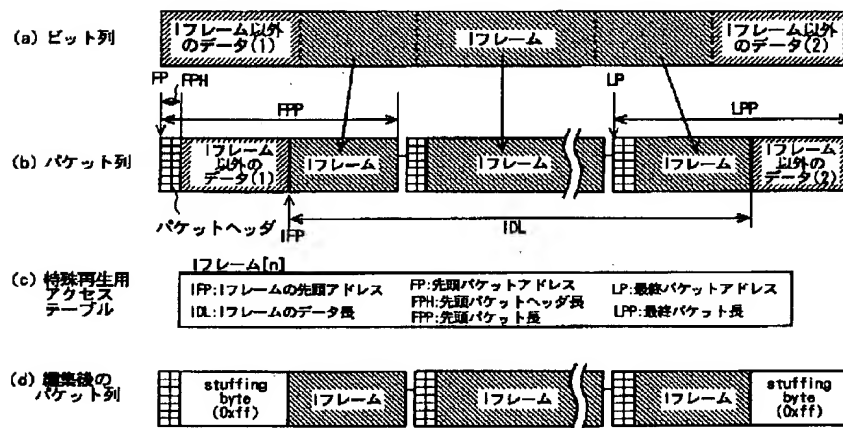 (a) ビット列
Iフレーム以外
のデータ(1)
Iフレーム
Iフレーム以外
のデータ(2)
FP
FPH
FPP
LP
LPP
(b) パケット列
Iフレーム
以外の
データ(1)
Iフレーム
Iフレーム
Iフレーム
Iフレーム
以外の
データ(2)
パケットヘッダ
IFP
IDL
(c) 特殊再生用
アクセス
テーブル
Iフレーム[n]
IFP:Iフレームの先頭アドレス
FP:先頭パケットアドレス
LP:最終パケットアドレス
FPH:先頭パケットヘッダ長
IDL:Iフレームのデータ長
FPP:先頭パケット長
LPP:最終パケット長
(d) 編集後の
パケット列
stuffing
byte
(0xff)
Iフレーム
Iフレーム
Iフレーム
stuffing
byte
(0xff)